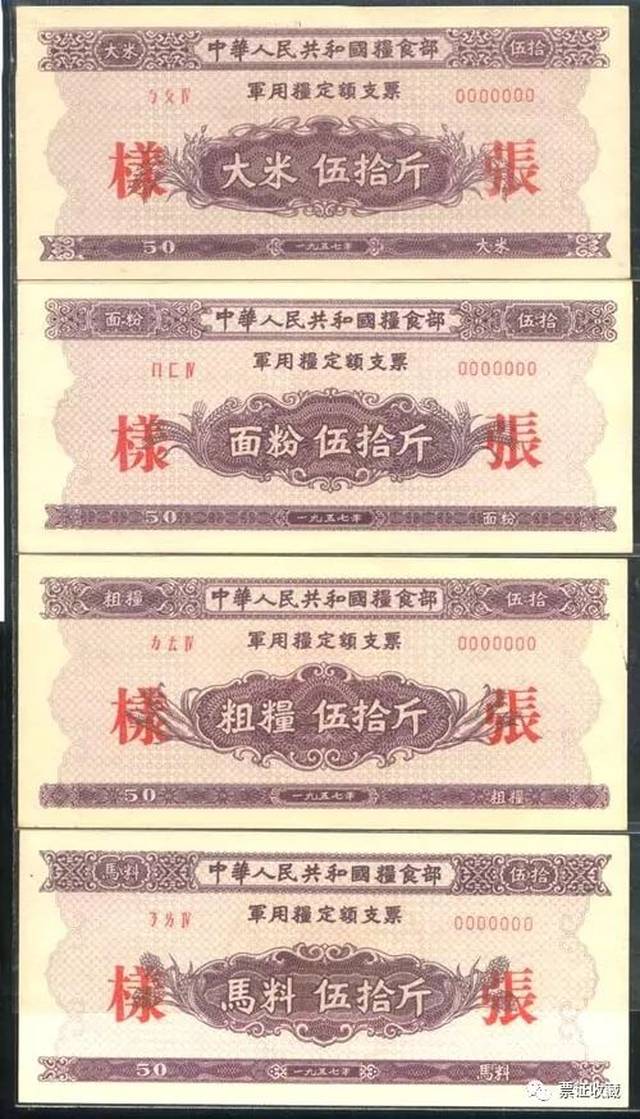 大米 中華人民共和國糧食部 伍拾
ㄅㄆⅣ 軍用糧定額支票 0000000
樣 大米 伍拾斤 張
50 一九五七年 大米
面粉 中華人民共和國糧食部 伍拾
ㄇㄈⅣ 軍用糧定額支票 0000000
樣 面粉 伍拾斤 張
50 一九五七年 面粉
粗糧 中華人民共和國糧食部 伍拾
ㄌㄊⅣ 軍用糧定額支票 0000000
樣 粗糧 伍拾斤 張
50 一九五七年 粗糧
馬料 中華人民共和國糧食部 伍拾
ㄋㄌⅣ 軍用糧定額支票 0000000
樣 馬料 伍拾斤 張
50 一九五七年 馬料
票证收藏